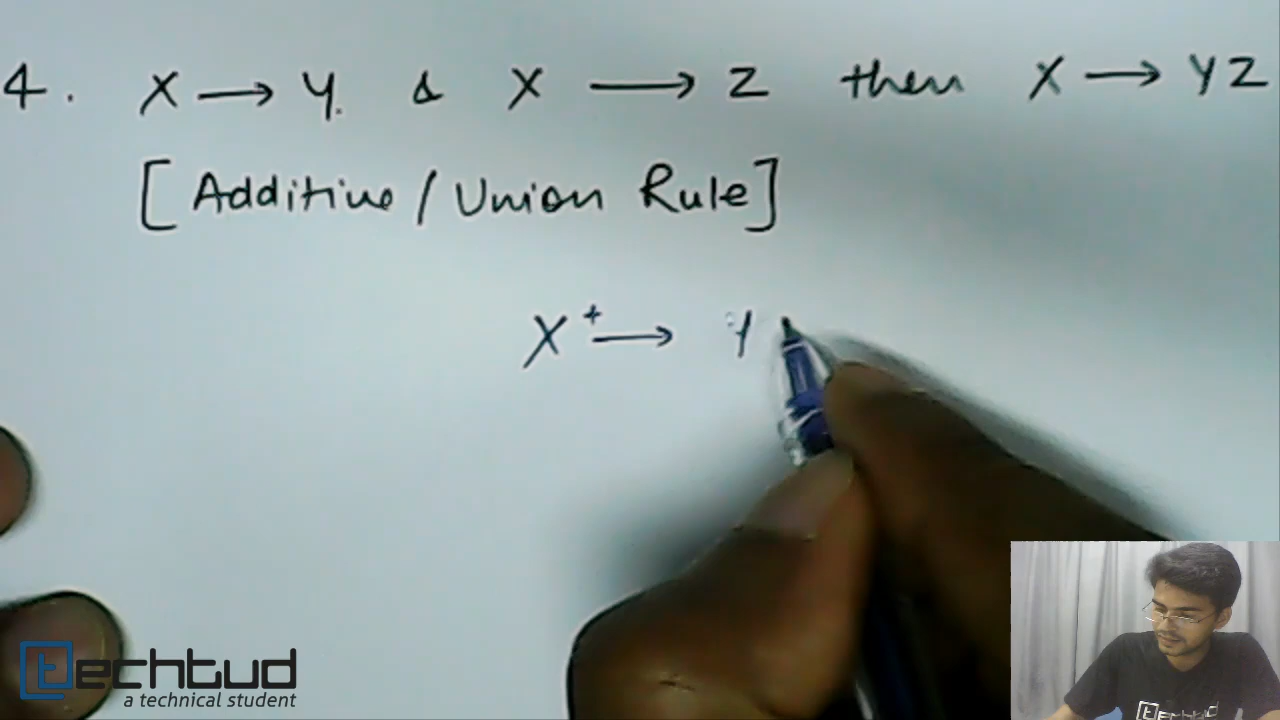 4. X → Y. & X → Z then X → YZ
[Additive / Union Rule]
X⁺ → Y
techtud
a technical student